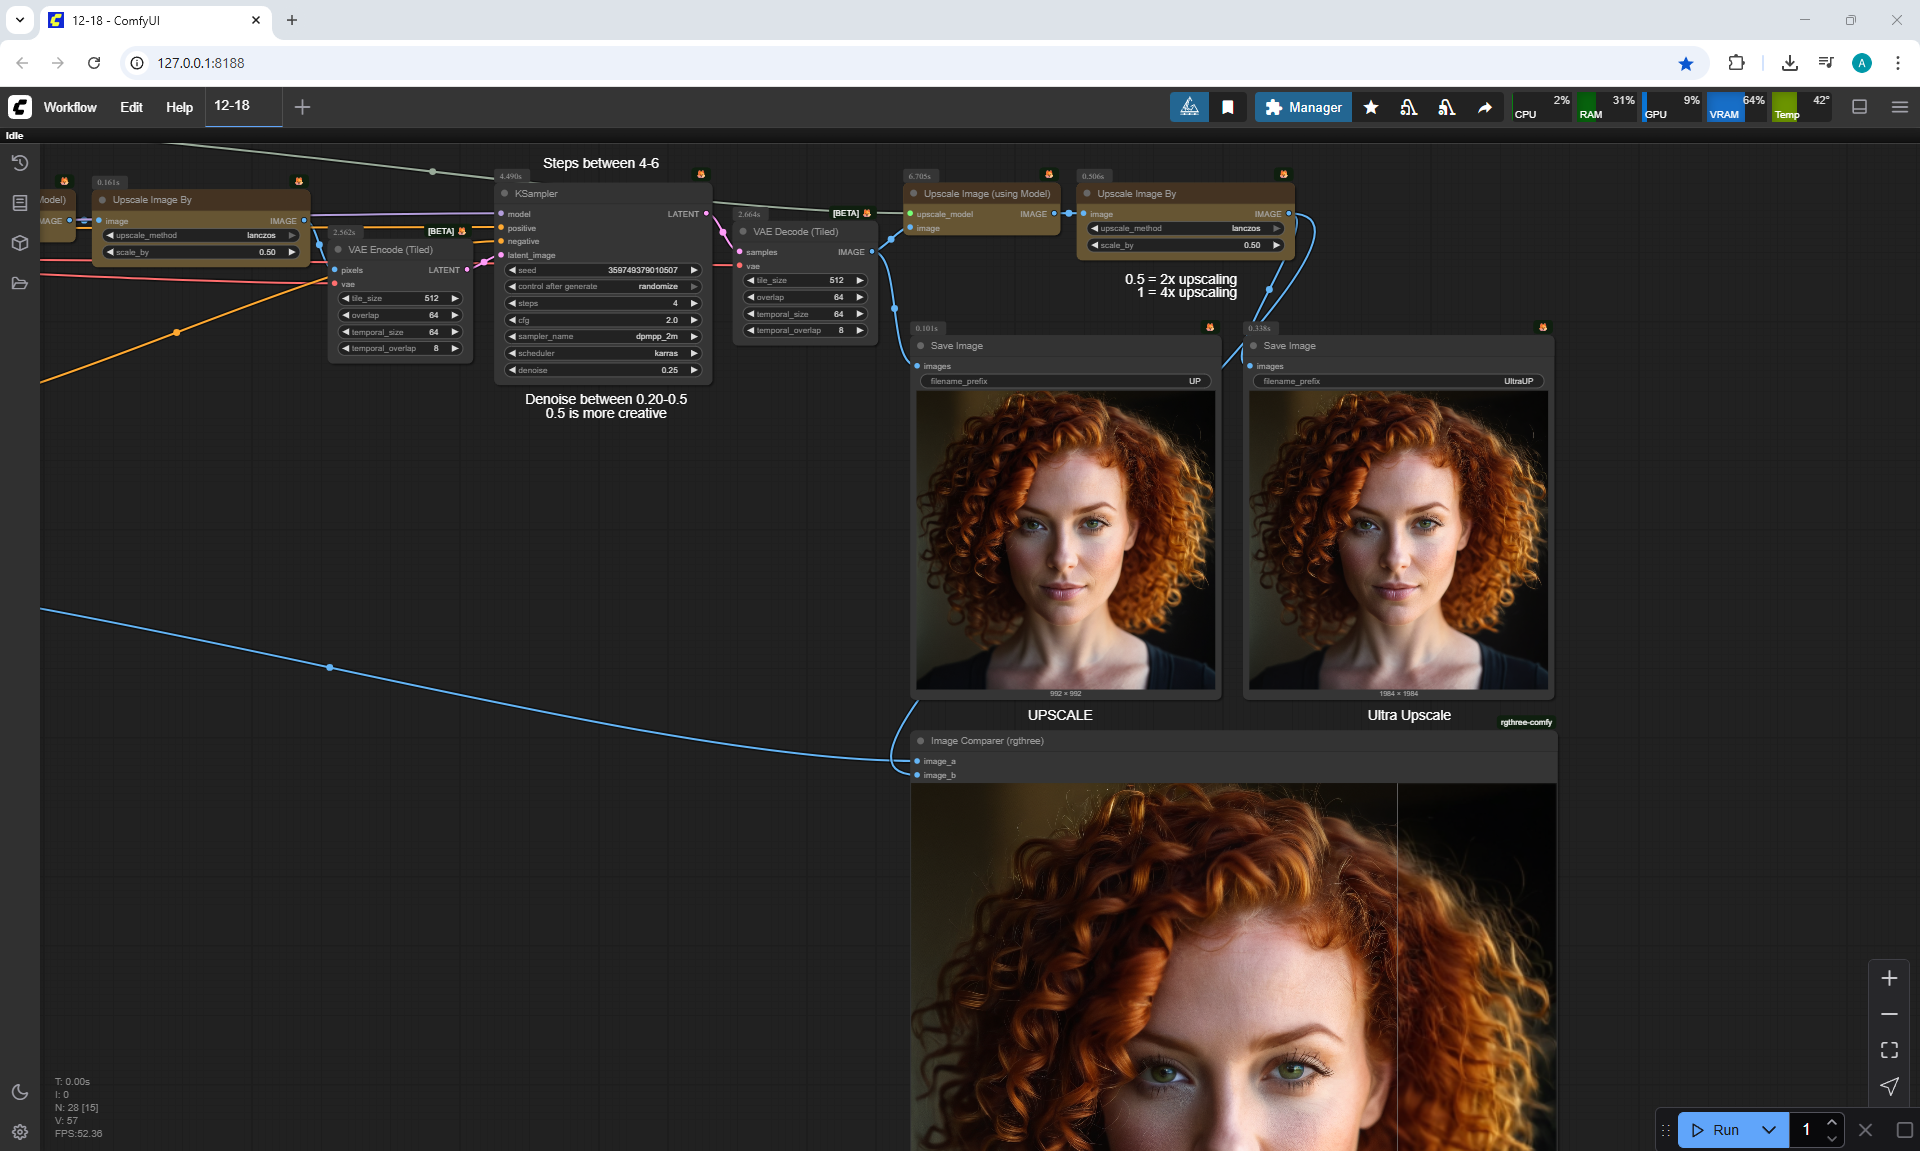 12-18 - ComfyUI
127.0.0.1:8188
A
Workflow
Edit
Help
12-18
Manager
CPU 2%
RAM 31%
GPU 9%
VRAM 64%
Temp 42°
Idle
Steps between 4-6
0.161s
Upscale Image By
image
IMAGE
upscale_method
lanczos
scale_by
0.50
Model)
IMAGE
2.562s
[BETA]
VAE Encode (Tiled)
pixels
LATENT
vae
tile_size
512
overlap
64
temporal_size
64
temporal_overlap
8
4.490s
KSampler
model
LATENT
positive
negative
latent_image
seed
359749379010507
control after generate
randomize
steps
4
cfg
2.0
sampler_name
dpmpp_2m
scheduler
karras
denoise
0.25
Denoise between 0.20-0.5
0.5 is more creative
2.664s
[BETA]
VAE Decode (Tiled)
samples
IMAGE
vae
tile_size
512
overlap
64
temporal_size
64
temporal_overlap
8
6.705s
Upscale Image (using Model)
upscale_model
IMAGE
image
0.506s
Upscale Image By
image
IMAGE
upscale_method
lanczos
scale_by
0.50
0.5 = 2x upscaling
1 = 4x upscaling
0.101s
Save Image
images
filename_prefix
UP
992 × 992
UPSCALE
0.338s
Save Image
images
filename_prefix
UltraUP
1984 × 1984
Ultra Upscale
rgthree-comfy
Image Comparer (rgthree)
image_a
image_b
T: 0.00s
I: 0
N: 28 [15]
V: 57
FPS:52.36
Run
1